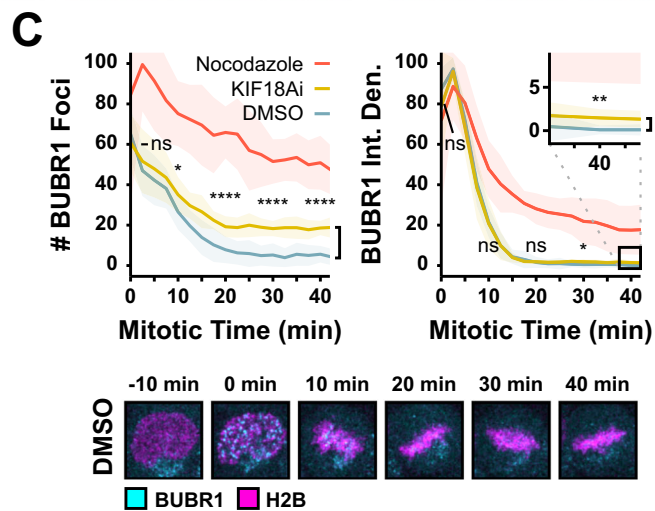 C
# BUBR1 Foci
100
80
60
40
20
0
Nocodazole
KIF18Ai
DMSO
ns
*
****
****
****
0
10
20
30
40
Mitotic Time (min)
BUBR1 Int. Den.
100
80
60
40
20
0
ns
ns
ns
*
5
0
**
40
0
10
20
30
40
Mitotic Time (min)
-10 min 0 min 10 min 20 min 30 min 40 min
DMSO
BUBR1 H2B